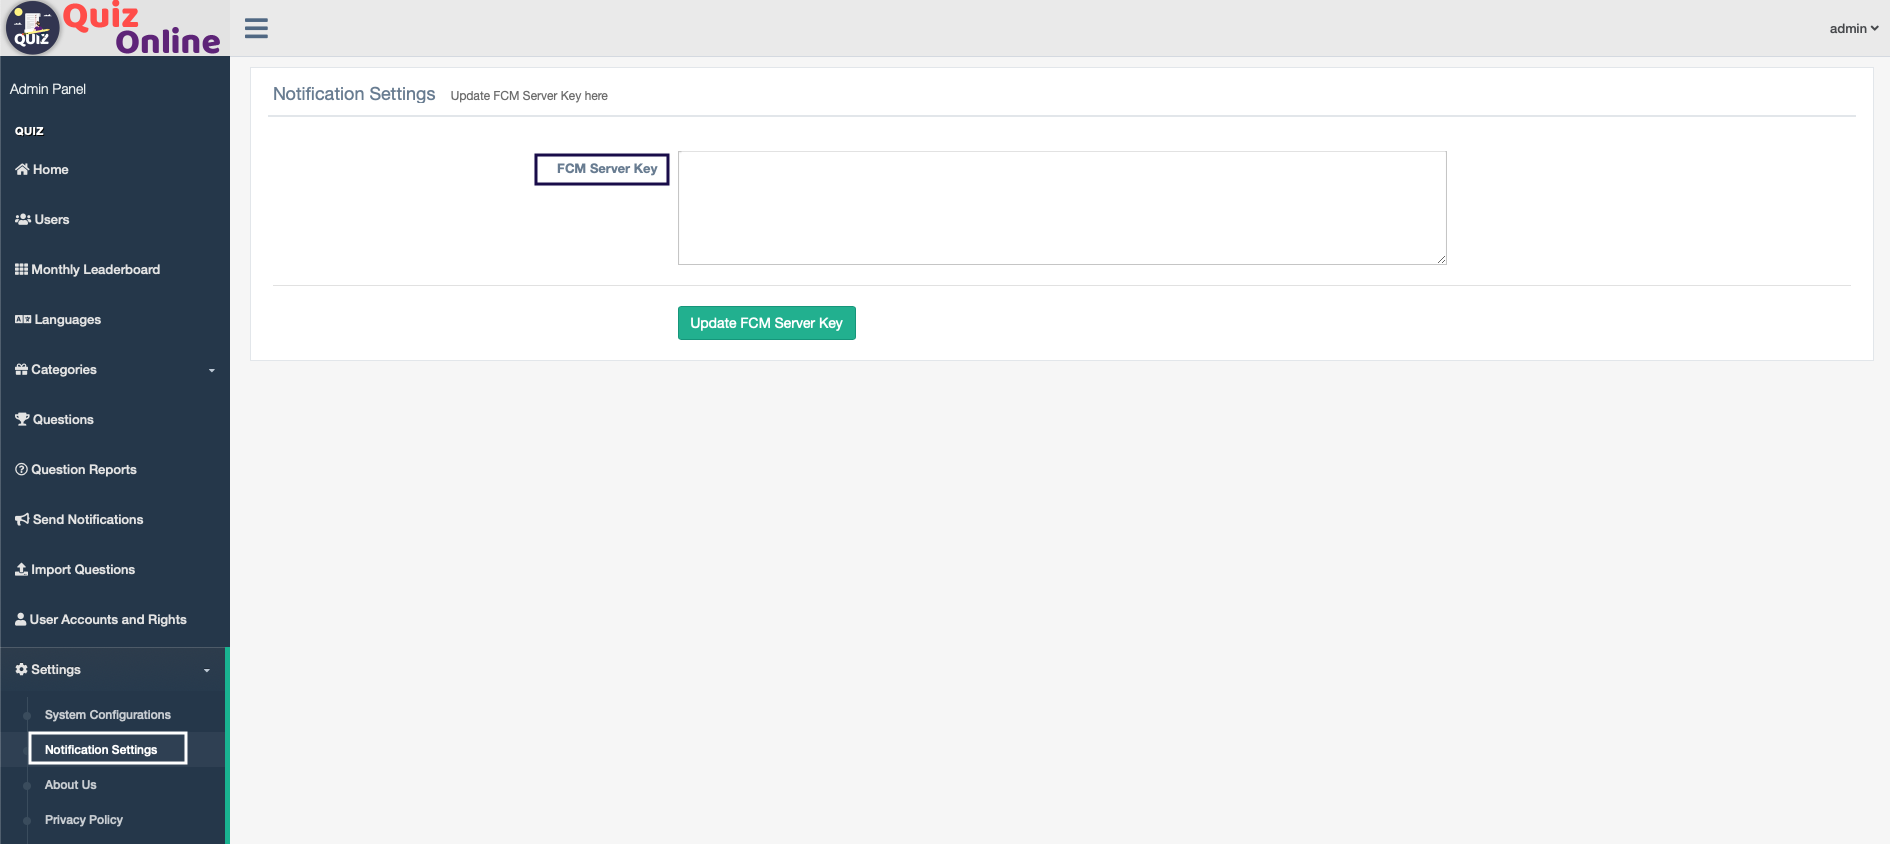 QUIZ
Quiz
Online
admin
Admin Panel
QUIZ
Home
Users
Monthly Leaderboard
Languages
Categories
Questions
Question Reports
Send Notifications
Import Questions
User Accounts and Rights
Settings
System Configurations
Notification Settings
About Us
Privacy Policy
Notification Settings Update FCM Server Key here
FCM Server Key
Update FCM Server Key